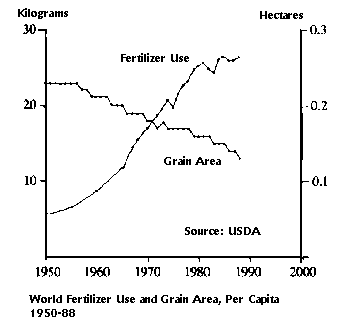 Kilograms Hectares
30 0.3
Fertilizer Use
20 0.2
Grain Area
10 0.1
Source: USDA
1950 1960 1970 1980 1990 2000
World Fertilizer Use and Grain Area, Per Capita
1950-88